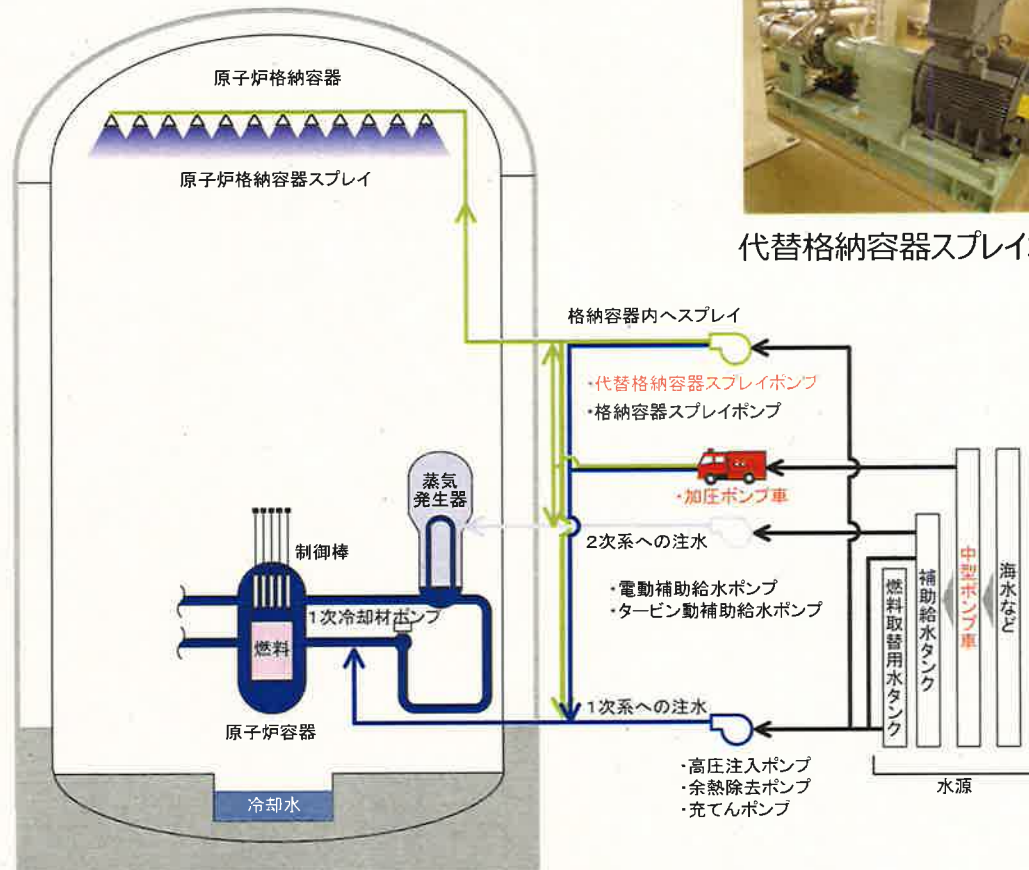 原子炉格納容器
原子炉格納容器スプレイ
代替格納容器スプレイ
格納容器内へスプレイ
・代替格納容器スプレイポンプ
・格納容器スプレイポンプ
・加圧ポンプ車
蒸気
発生器
2次系への注水
・電動補助給水ポンプ
・タービン動補助給水ポンプ
制御棒
1次冷却材ポンプ
燃料
原子炉容器
1次系への注水
・高圧注入ポンプ
・余熱除去ポンプ
・充てんポンプ
冷却水
燃料取替用水タンク
補助給水タンク
中型ポンプ車
海水など
水源